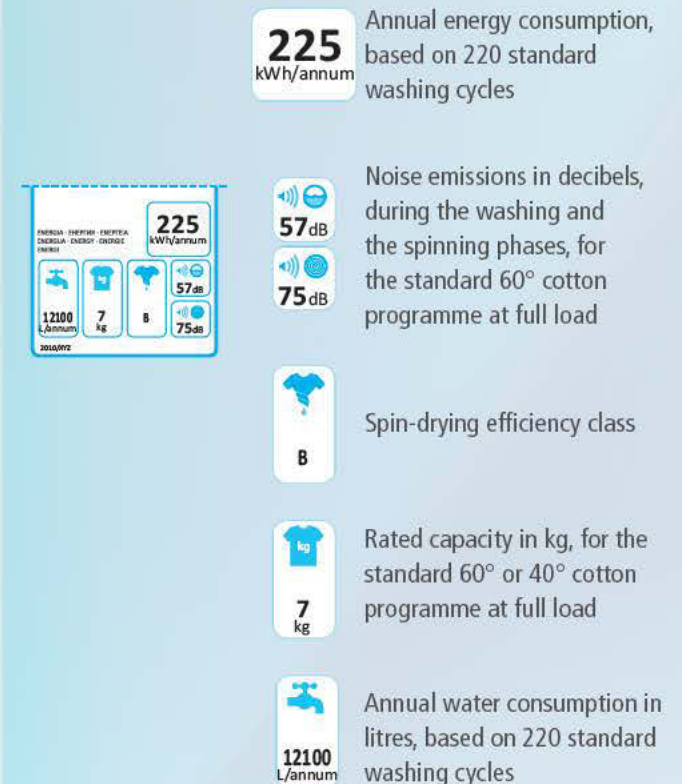 225
kWh/annum
Annual energy consumption,
based on 220 standard
washing cycles
ENERGIA · ЕНЕРГИЯ · ΕΝΕΡΓΕΙΑ
ENERGIJA · ENERGY · ENERGIE
ENERGI
225
kWh/annum
12100
L/annum
7
kg
B
57dB
75dB
2010/XYZ
57dB
75dB
Noise emissions in decibels,
during the washing and
the spinning phases, for
the standard 60° cotton
programme at full load
B
Spin-drying efficiency class
kg
7
kg
Rated capacity in kg, for the
standard 60° or 40° cotton
programme at full load
12100
L/annum
Annual water consumption in
litres, based on 220 standard
washing cycles